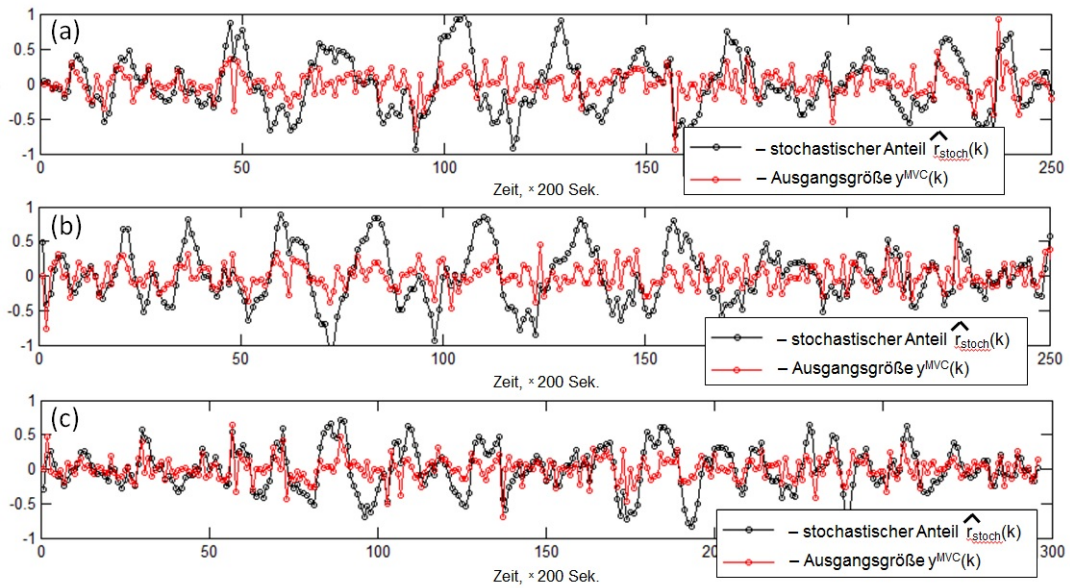 (a)
1
0.5
0
-0.5
-1
0
50
100
150
250
– stochastischer Anteil r̂stoch(k)
– Ausgangsgröße yMVC(k)
Zeit, × 200 Sek.
(b)
1
0.5
0
-0.5
-1
0
50
100
150
250
– stochastischer Anteil r̂stoch(k)
– Ausgangsgröße yMVC(k)
Zeit, × 200 Sek.
(c)
1
0.5
0
-0.5
-1
0
50
100
150
300
– stochastischer Anteil r̂stoch(k)
– Ausgangsgröße yMVC(k)
Zeit, × 200 Sek.